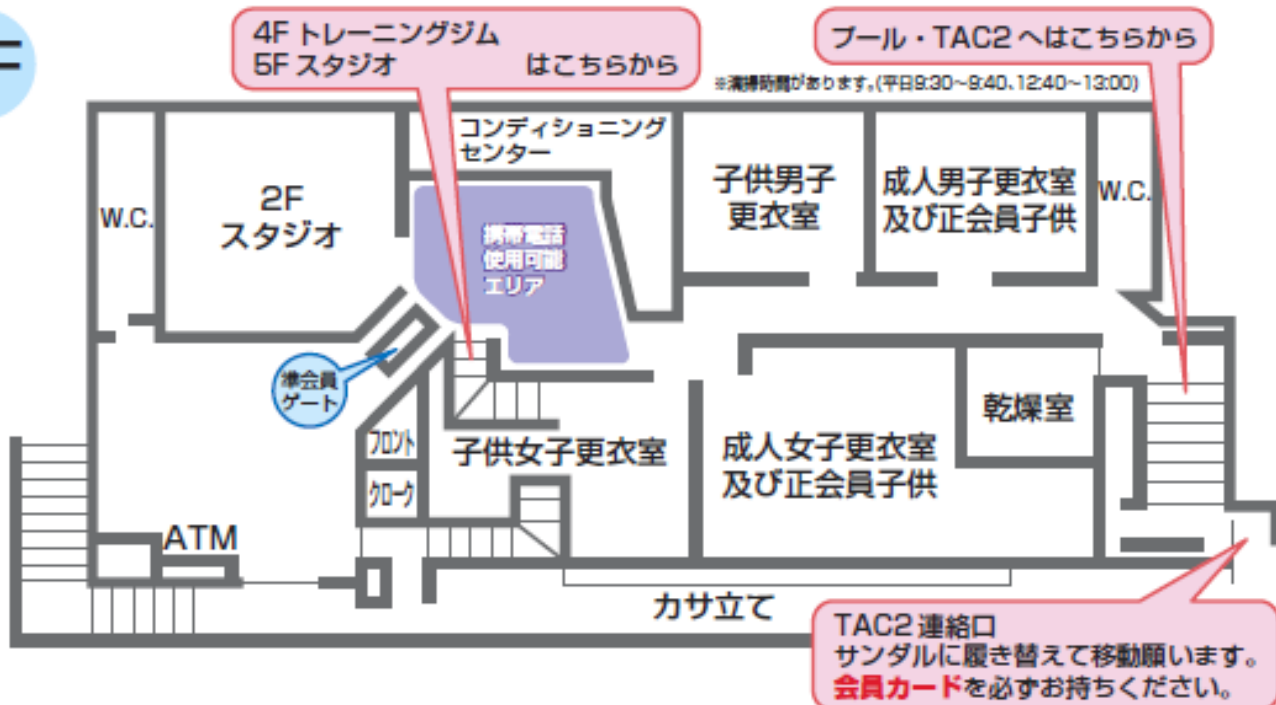 4F トレーニングジム
5F スタジオ はこちらから
プール・TAC2 へはこちらから
※清掃時間があります。(平日9:30～9:40、12:40～13:00)
コンディショニング
センター
W.C.
2F
スタジオ
携帯電話
使用可能
エリア
子供男子
更衣室
成人男子更衣室
及び正会員子供
W.C.
準会員
ゲート
フロント
クローク
子供女子更衣室
成人女子更衣室
及び正会員子供
乾燥室
ATM
カサ立て
TAC2 連絡口
サンダルに履き替えて移動願います。
会員カードを必ずお持ちください。